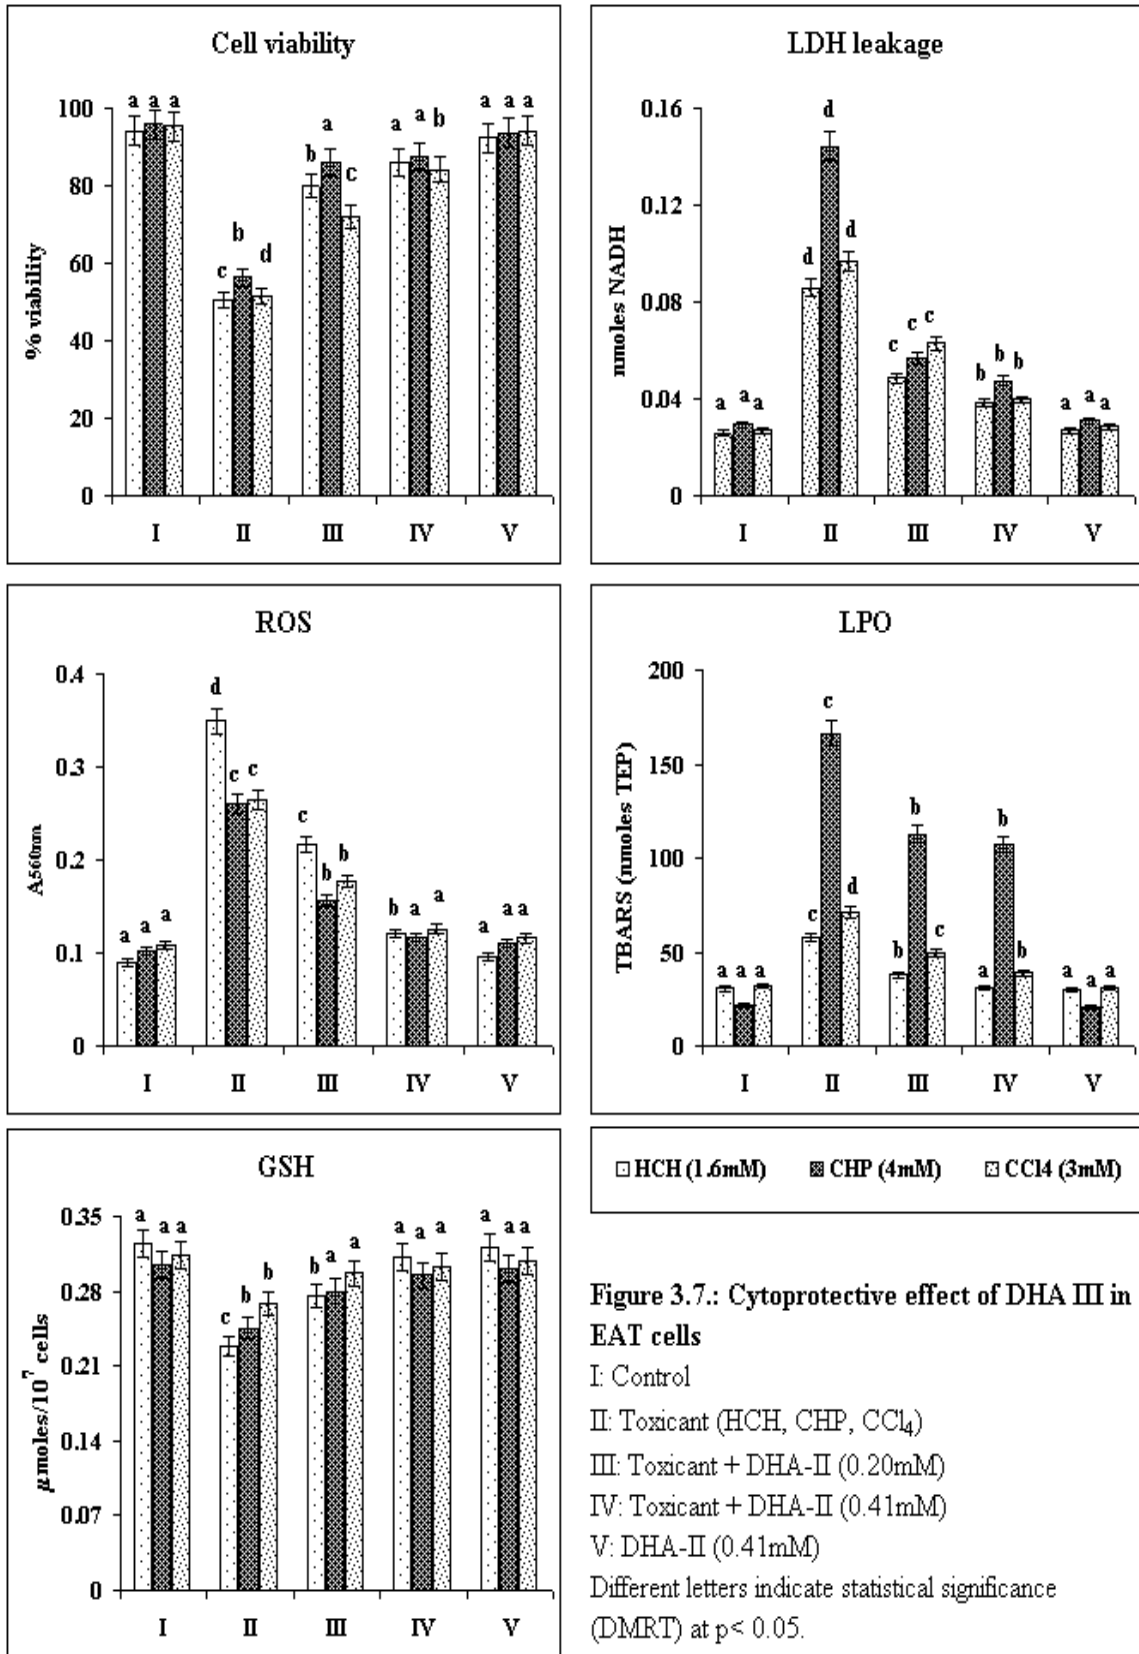 Cell viability
a a a
b
c
d
b
a
c
a a b
a a a
100
80
60
40
20
0
% viability
I II III IV V
LDH leakage
a a a
d
d
d
c c c
b b b
a a a
0.16
0.12
0.08
0.04
0
nmoles NADH
I II III IV V
ROS
a a a
d
c c
c
b
b
b a a
a a a
0.4
0.3
0.2
0.1
0
A560nm
I II III IV V
LPO
a a a
c
c
d
b
b
c
a
b
b
a a a
200
150
100
50
0
TBARS (nmoles TEP)
I II III IV V
GSH
a a a
c b b
b a a
a a a
a a a
0.35
0.28
0.21
0.14
0.07
0
µmoles/10⁷ cells
I II III IV V
HCH (1.6mM) CHP (4mM) CCl4 (3mM)
Figure 3.7.: Cytoprotective effect of DHA III in
EAT cells
I: Control
II: Toxicant (HCH, CHP, CCl₄)
III: Toxicant + DHA-II (0.20mM)
IV: Toxicant + DHA-II (0.41mM)
V: DHA-II (0.41mM)
Different letters indicate statistical significance
(DMRT) at p< 0.05.